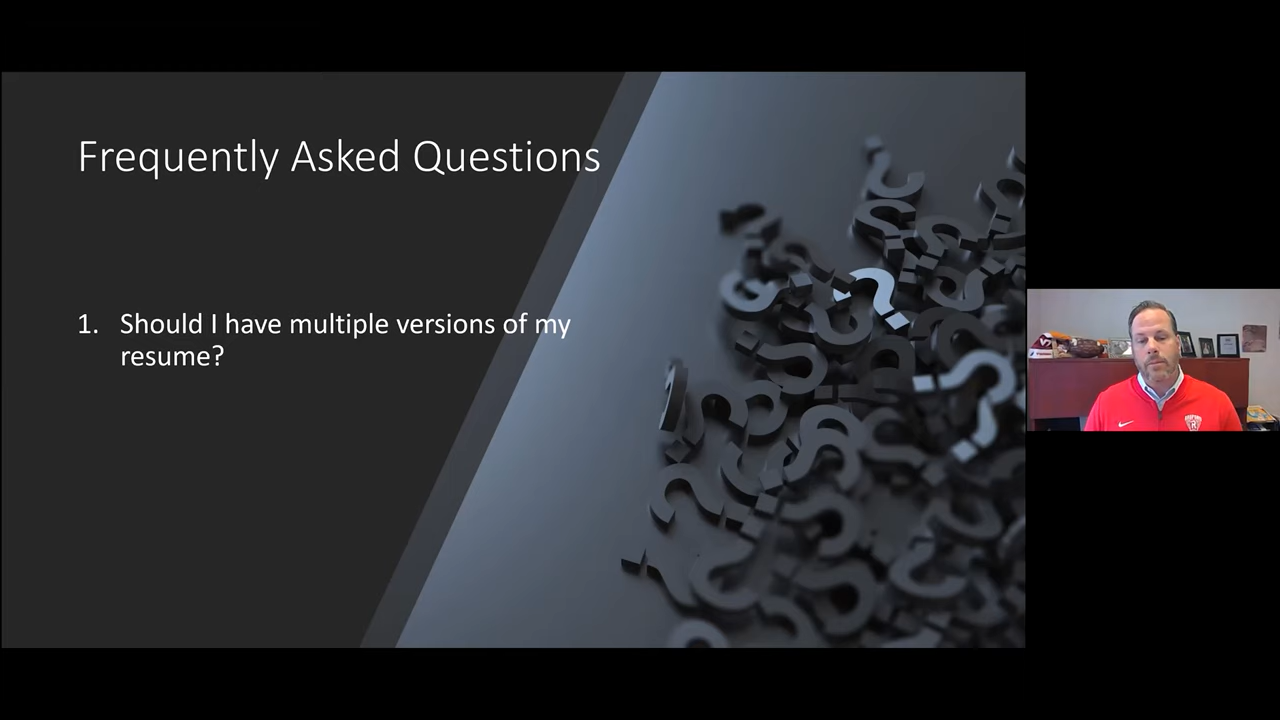 Frequently Asked Questions
1. Should I have multiple versions of my
resume?